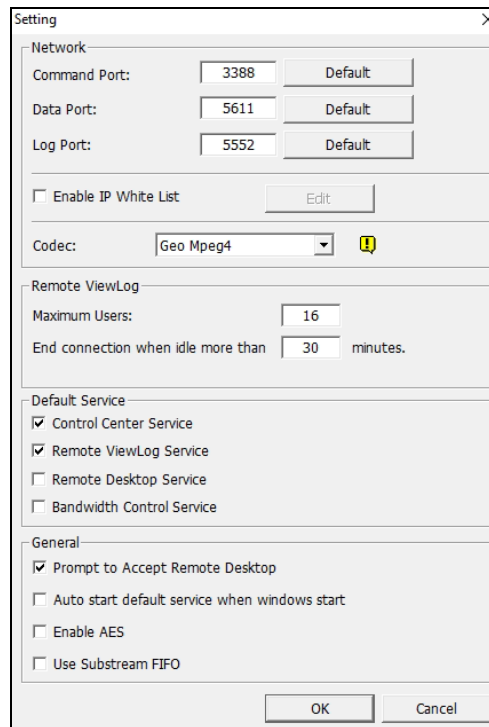 Setting
Network
Command Port: 3388 Default
Data Port: 5611 Default
Log Port: 5552 Default
Enable IP White List Edit
Codec: Geo Mpeg4
Remote ViewLog
Maximum Users: 16
End connection when idle more than 30 minutes.
Default Service
Control Center Service
Remote ViewLog Service
Remote Desktop Service
Bandwidth Control Service
General
Prompt to Accept Remote Desktop
Auto start default service when windows start
Enable AES
Use Substream FIFO
OK Cancel